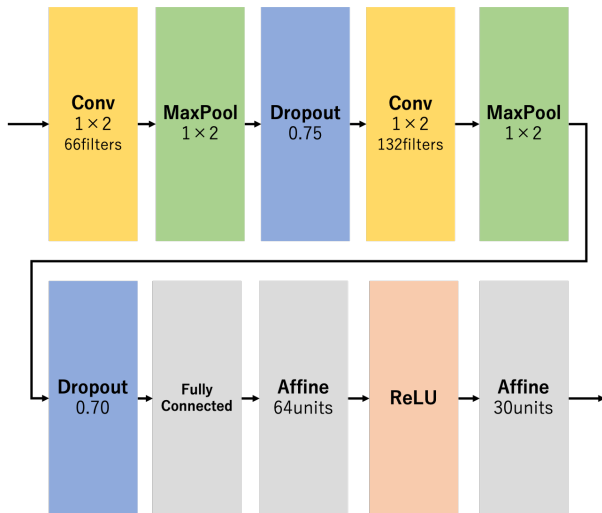 Conv
1×2
66filters
MaxPool
1×2
Dropout
0.75
Conv
1×2
132filters
MaxPool
1×2
Dropout
0.70
Fully
Connected
Affine
64units
ReLU
Affine
30units